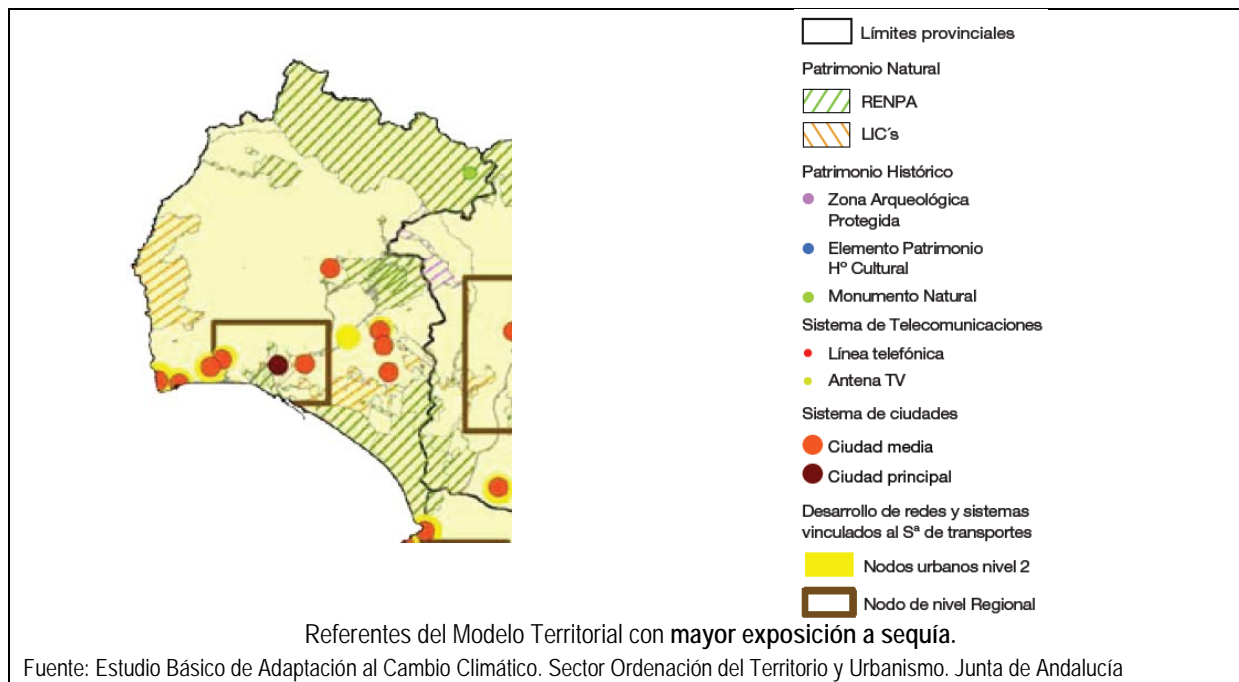 Límites provinciales
Patrimonio Natural
RENPA
LIC´s
Patrimonio Histórico
Zona Arqueológica
Protegida
Elemento Patrimonio
Hº Cultural
Monumento Natural
Sistema de Telecomunicaciones
Línea telefónica
Antena TV
Sistema de ciudades
Ciudad media
Ciudad principal
Desarrollo de redes y sistemas
vinculados al Sª de transportes
Nodos urbanos nivel 2
Nodo de nivel Regional
Referentes del Modelo Territorial con mayor exposición a sequía.
Fuente: Estudio Básico de Adaptación al Cambio Climático. Sector Ordenación del Territorio y Urbanismo. Junta de Andalucía